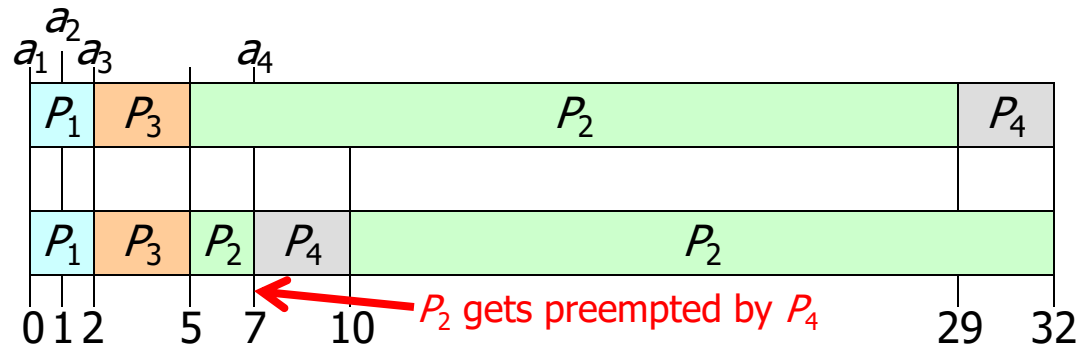 a₂
a₁ a₃ a₄
P₁ P₃ P₂ P₄
P₁ P₃ P₂ P₄ P₂
P₂ gets preempted by P₄
0 1 2 5 7 10 29 32